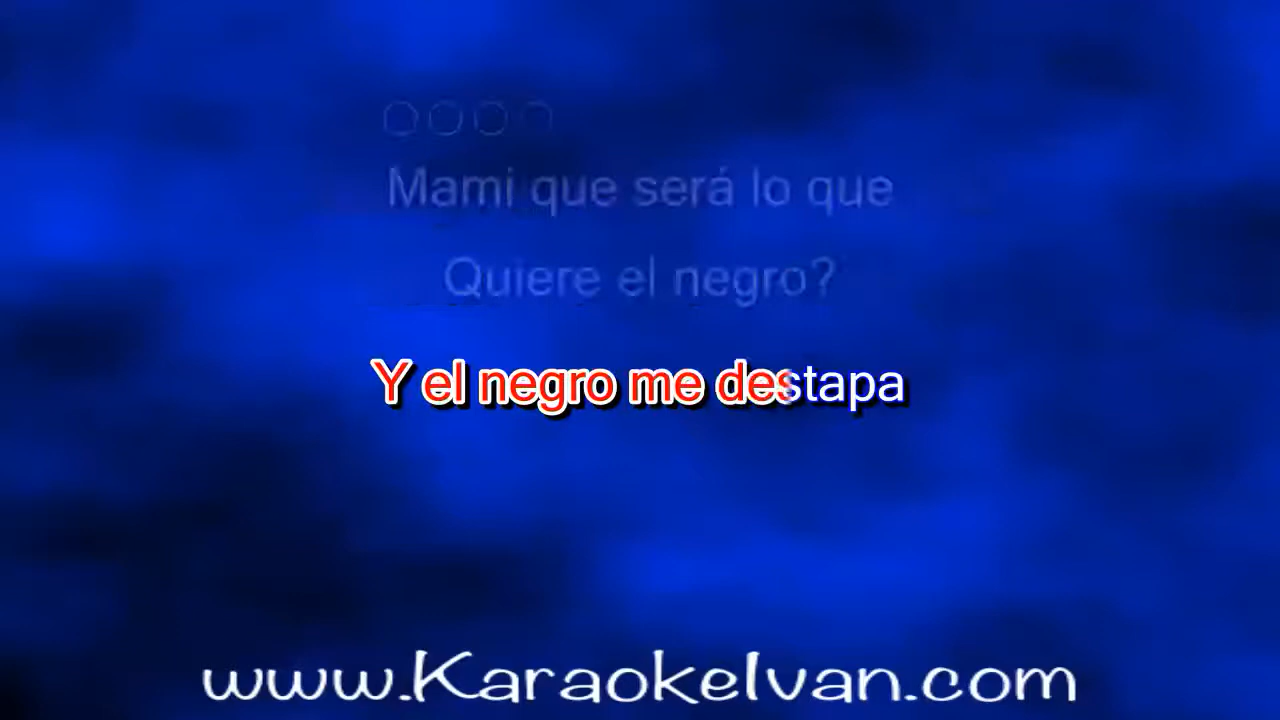 Mami que será lo que
Quiere el negro?
Y el negro me destapa
www.KaraokeIvan.com